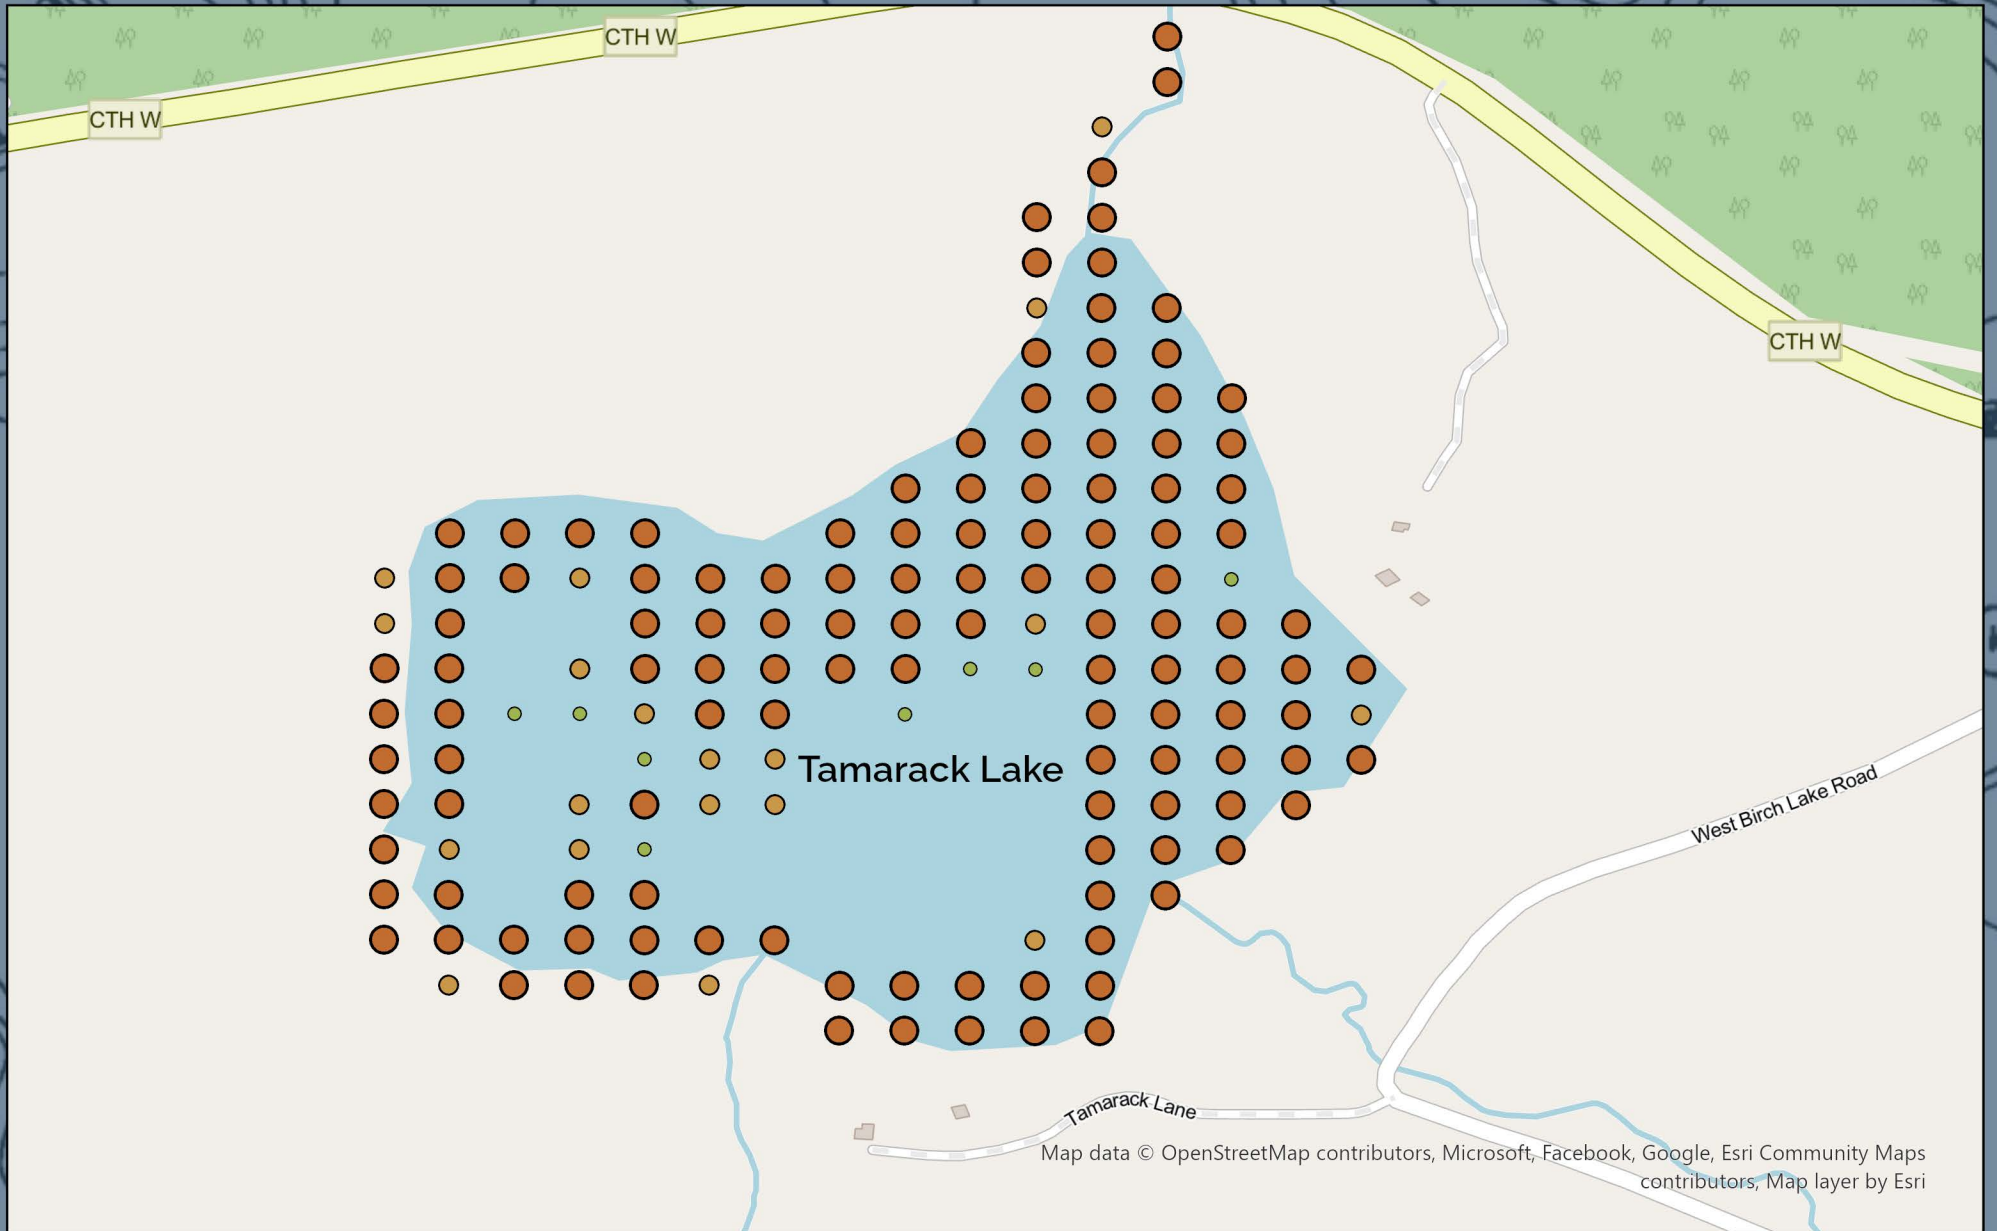 CTH W
CTH W
CTH W
Tamarack Lake
West Birch Lake Road
Tamarack Lane
Map data © OpenStreetMap contributors, Microsoft, Facebook, Google, Esri Community Maps
contributors, Map layer by Esri